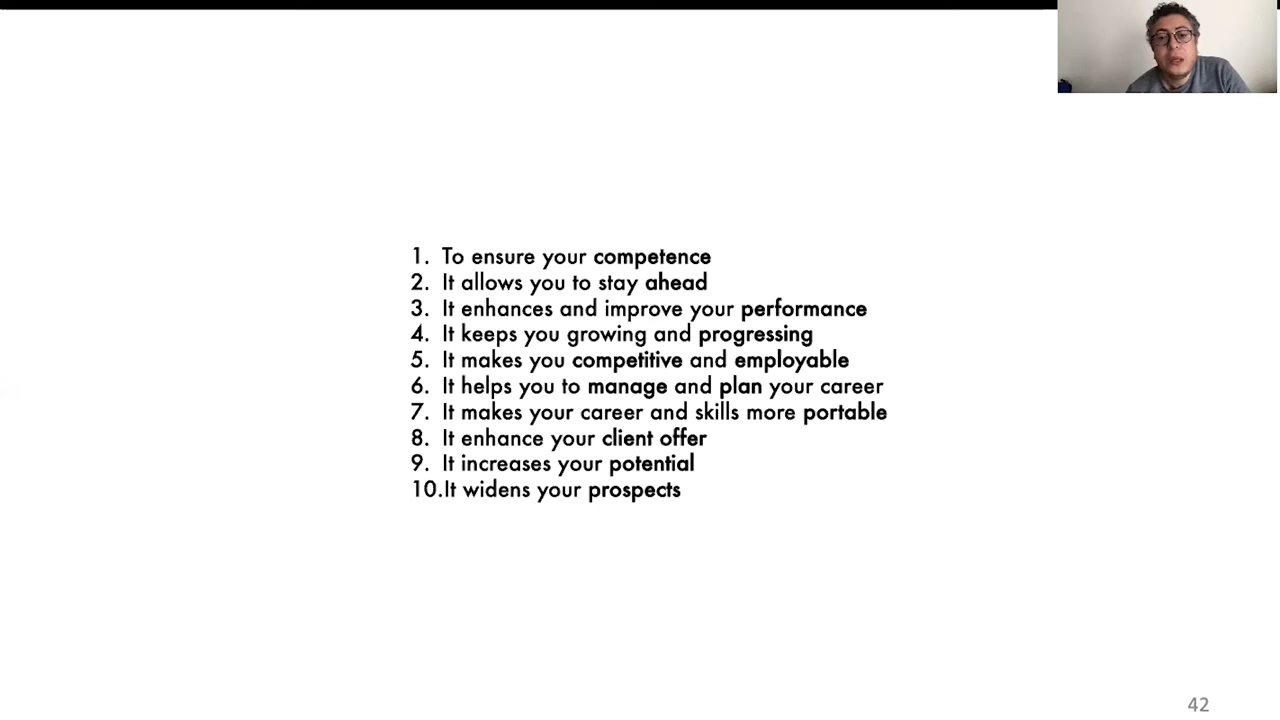 1. To ensure your competence
2. It allows you to stay ahead
3. It enhances and improve your performance
4. It keeps you growing and progressing
5. It makes you competitive and employable
6. It helps you to manage and plan your career
7. It makes your career and skills more portable
8. It enhance your client offer
9. It increases your potential
10.It widens your prospects
42